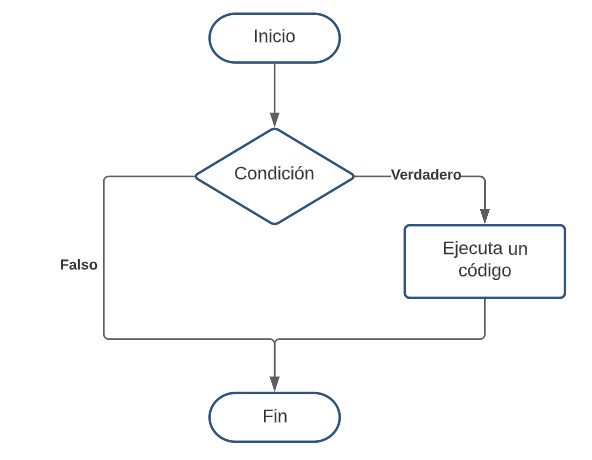 Inicio
Condición
Verdadero
Ejecuta un
código
Falso
Fin